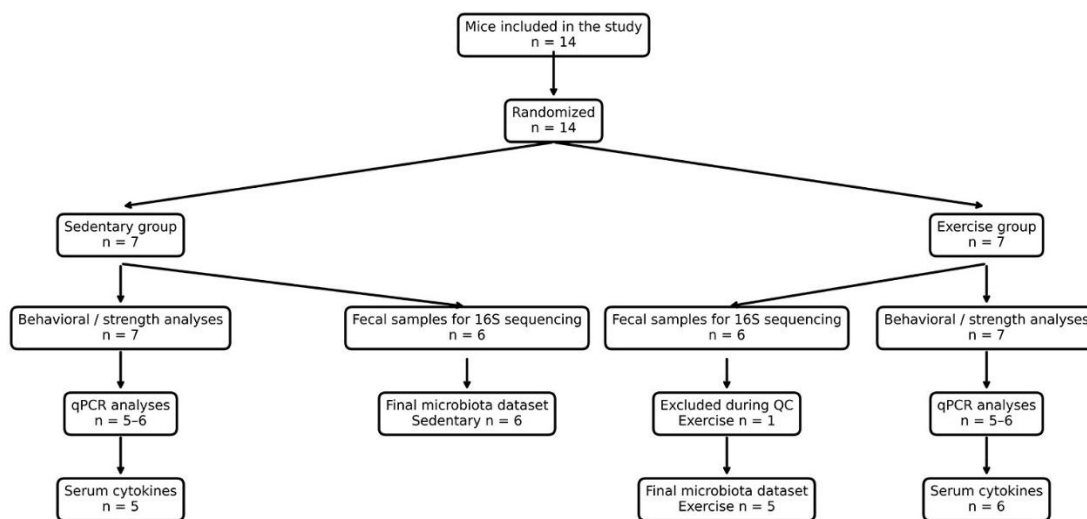 Mice included in the study
n = 14
Randomized
n = 14
Sedentary group
n = 7
Exercise group
n = 7
Behavioral / strength analyses
n = 7
Fecal samples for 16S sequencing
n = 6
Fecal samples for 16S sequencing
n = 6
Behavioral / strength analyses
n = 7
qPCR analyses
n = 5–6
Final microbiota dataset
Sedentary n = 6
Excluded during QC
Exercise n = 1
qPCR analyses
n = 5–6
Serum cytokines
n = 5
Final microbiota dataset
Exercise n = 5
Serum cytokines
n = 6